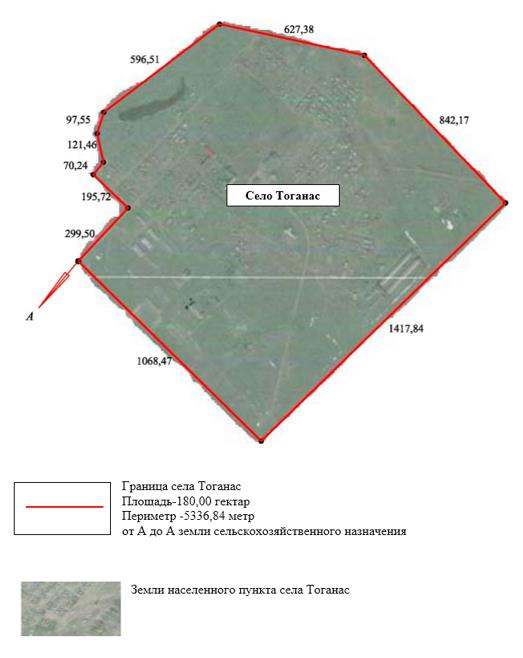 627,38
596,51
97,55
842,17
121,46
70,24
195,72
Село Тоганас
299,50
А
1417,84
1068,47
Граница села Тоганас
Площадь-180,00 гектар
Периметр -5336,84 метр
от А до А земли сельскохозяйственного назначения
Земли населенного пункта села Тоганас